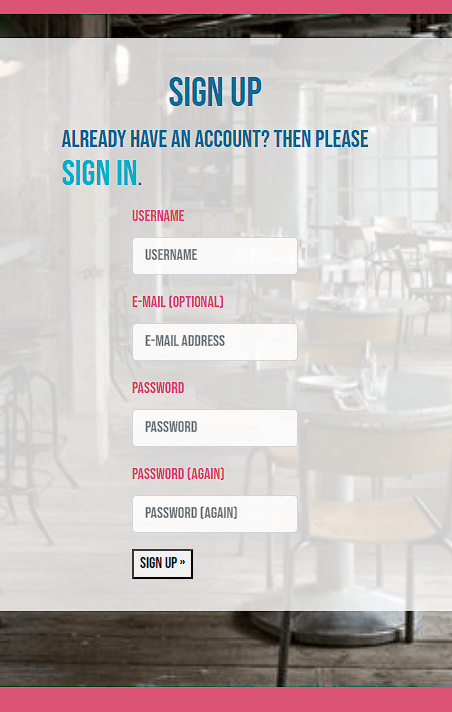 SIGN UP
ALREADY HAVE AN ACCOUNT? THEN PLEASE
SIGN IN.
USERNAME
USERNAME
E-MAIL (OPTIONAL)
E-MAIL ADDRESS
PASSWORD
PASSWORD
PASSWORD (AGAIN)
PASSWORD (AGAIN)
SIGN UP »